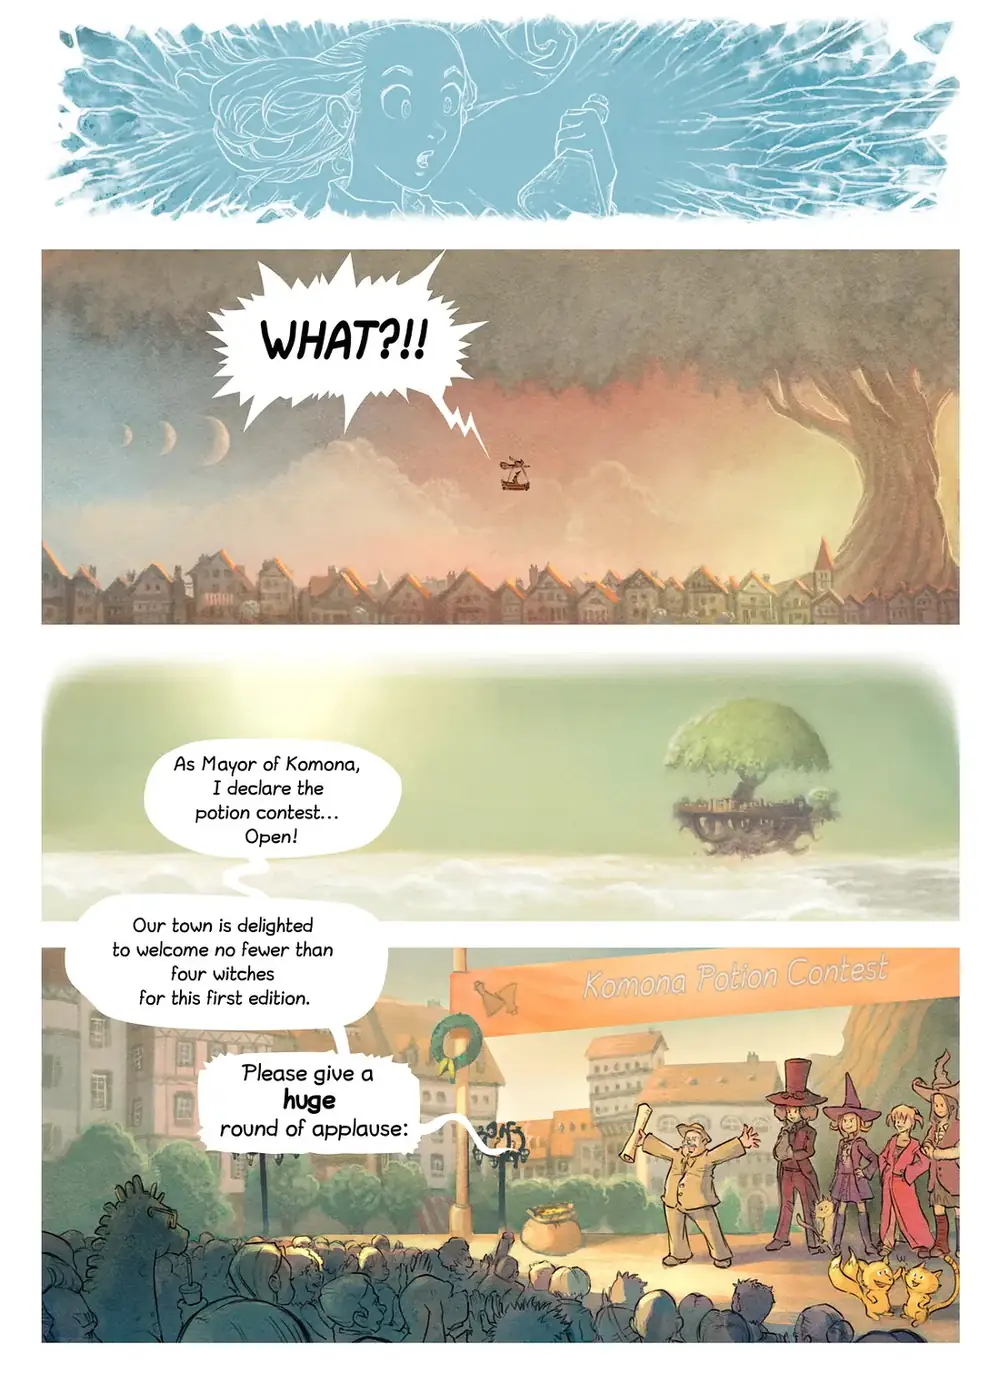 WHAT?!!
As Mayor of Komona,
I declare the
potion contest...
Open!
Our town is delighted
to welcome no fewer than
four witches
for this first edition.
Komona Potion Contest
Please give a
huge
round of applause: